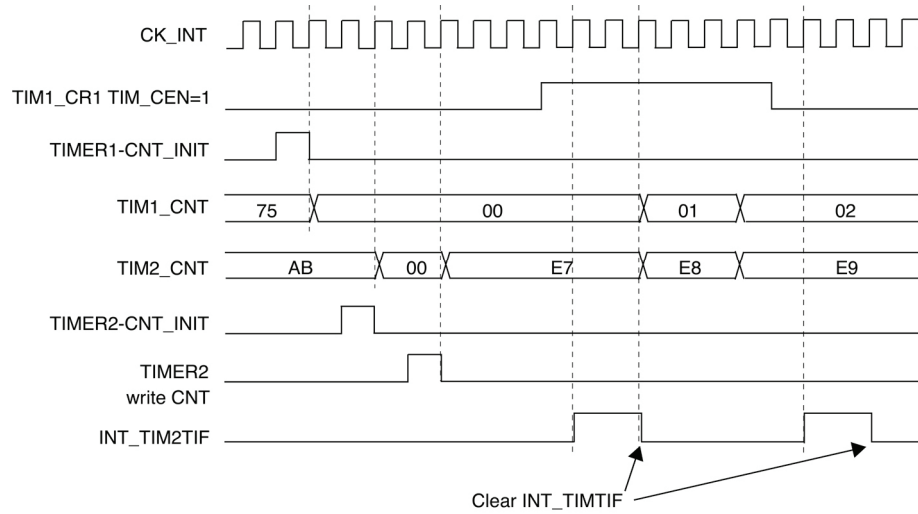 CK_INT
TIM1_CR1 TIM_CEN=1
TIMER1-CNT_INIT
TIM1_CNT 75 00 01 02
TIM2_CNT AB 00 E7 E8 E9
TIMER2-CNT_INIT
TIMER2
write CNT
INT_TIM2TIF
Clear INT_TIMTIF